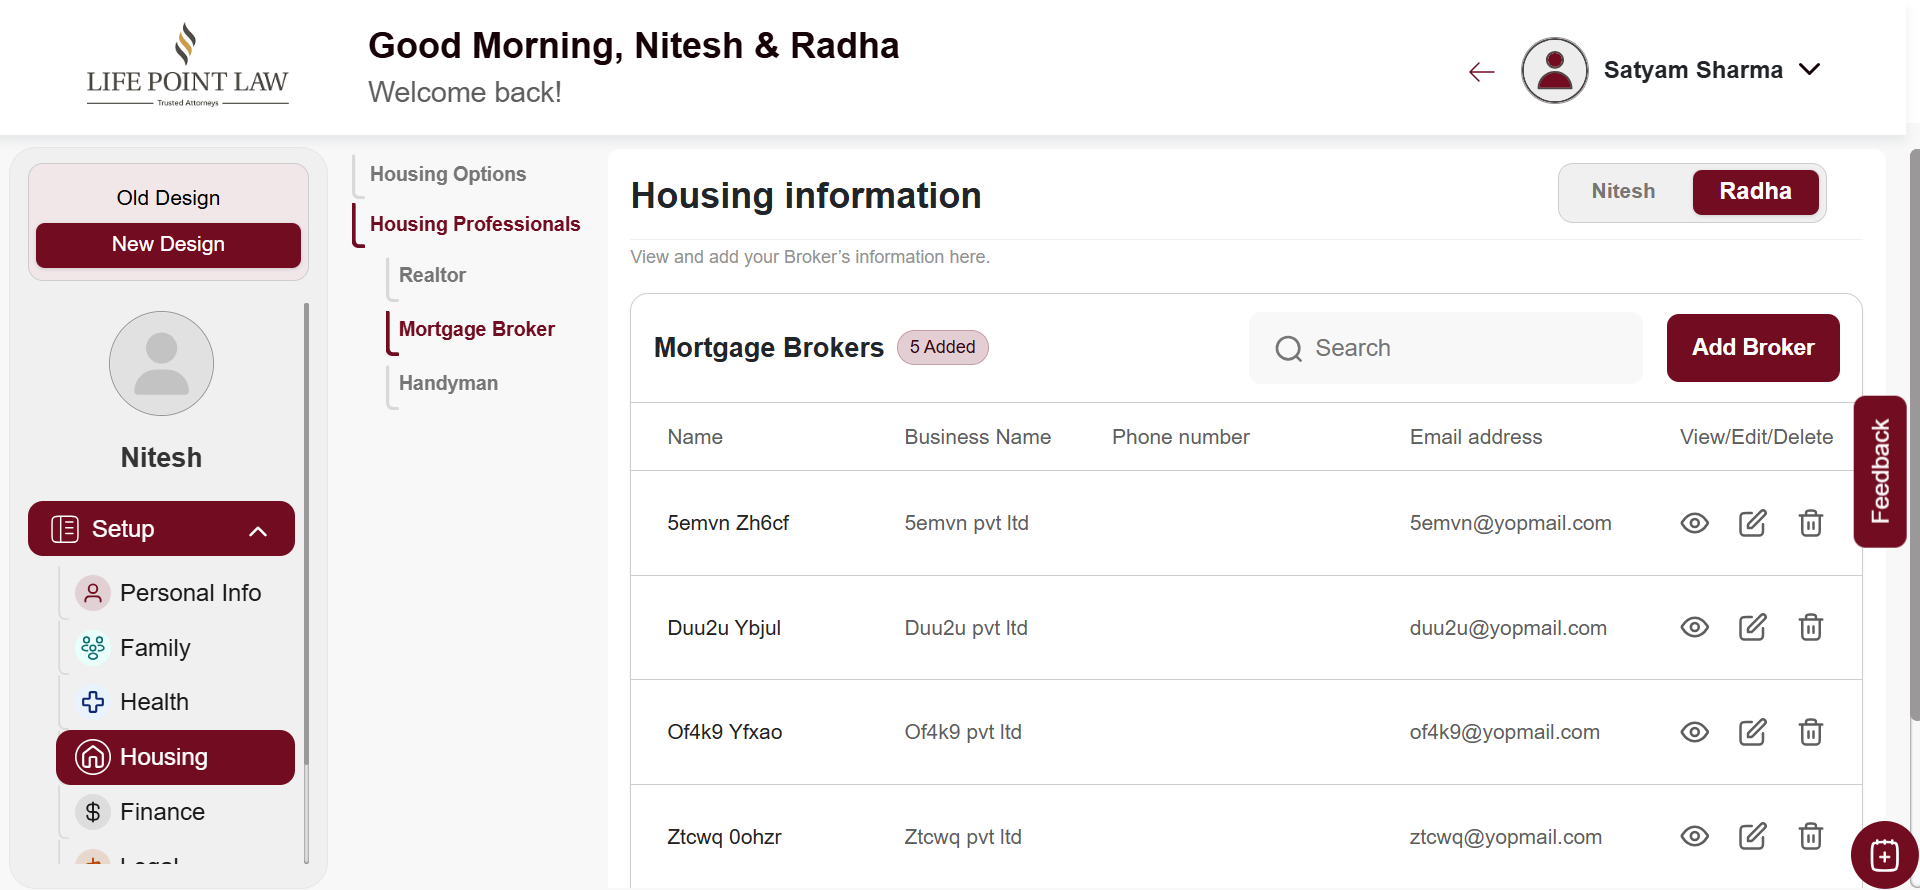 LIFE POINT LAW
Trusted Attorneys
Good Morning, Nitesh & Radha
Welcome back!
Satyam Sharma
Old Design
New Design
Nitesh
Setup
Personal Info
Family
Health
Housing
Finance
Legal
Housing Options
Housing Professionals
Realtor
Mortgage Broker
Handyman
Housing information
Nitesh
Radha
View and add your Broker’s information here.
Mortgage Brokers
5 Added
Search
Add Broker
Name Business Name Phone number Email address View/Edit/Delete
5emvn Zh6cf 5emvn pvt ltd 5emvn@yopmail.com
Duu2u Ybjul Duu2u pvt ltd duu2u@yopmail.com
Of4k9 Yfxao Of4k9 pvt ltd of4k9@yopmail.com
Ztcwq 0ohzr Ztcwq pvt ltd ztcwq@yopmail.com
Feedback